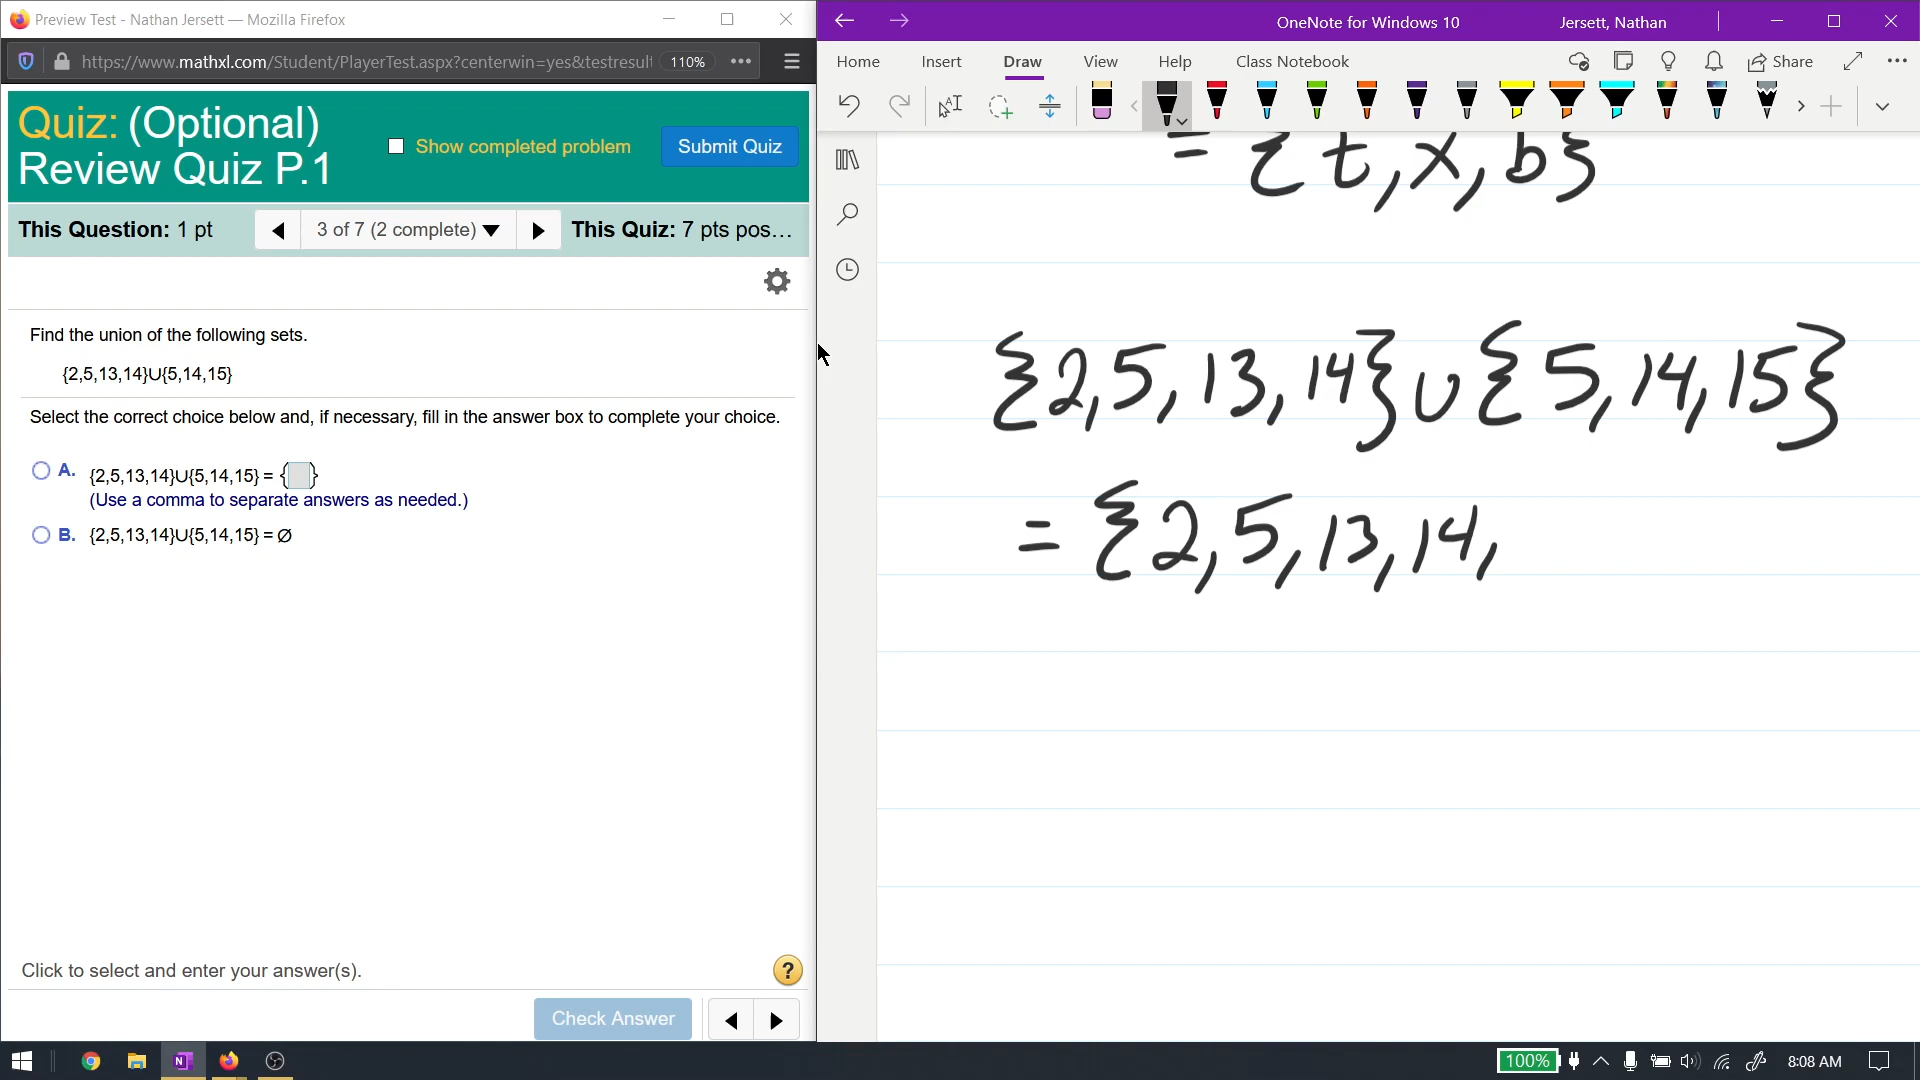 Preview Test - Nathan Jersett — Mozilla Firefox
https://www.mathxl.com/Student/PlayerTest.aspx?centerwin=yes&testresult
110%
Quiz: (Optional)
Review Quiz P.1
Show completed problem
Submit Quiz
This Question: 1 pt
3 of 7 (2 complete)
This Quiz: 7 pts pos...
Find the union of the following sets.
{2,5,13,14}∪{5,14,15}
Select the correct choice below and, if necessary, fill in the answer box to complete your choice.
A. {2,5,13,14}∪{5,14,15} = { }
(Use a comma to separate answers as needed.)
B. {2,5,13,14}∪{5,14,15} = ∅
Click to select and enter your answer(s).
?
Check Answer
OneNote for Windows 10
Jersett, Nathan
Home Insert Draw View Help Class Notebook
Share
= {t,x,b}
{2,5,13,14}∪{5,14,15}
= {2,5,13,14,
N
100%
8:08 AM